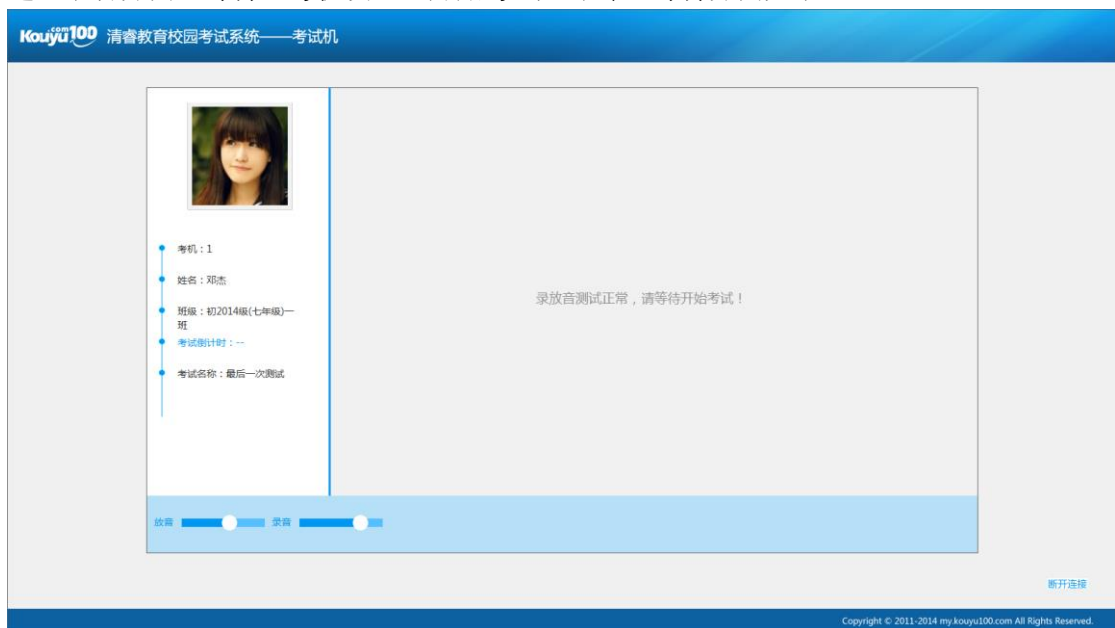 Kouyu100.com 清睿教育校园考试系统——考试机
考机：1
姓名：邓杰
班级：初2014级(七年级)一
班
考试倒计时：--
考试名称：最后一次测试
录放音测试正常，请等待开始考试！
放音 录音
断开连接
Copyright © 2011-2014 my.kouyu100.com All Rights Reserved.